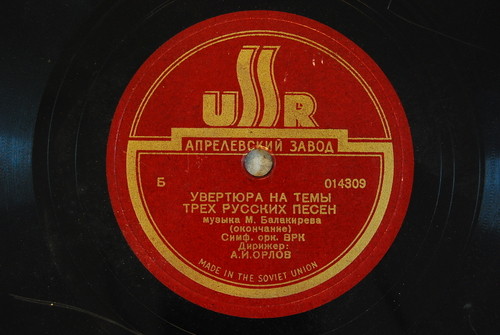 USSR
АПРЕЛЕВСКИЙ ЗАВОД
Б 014309
УВЕРТЮРА НА ТЕМЫ
ТРЕХ РУССКИХ ПЕСЕН
музыка М. Балакирева
(окончание)
Симф. орк. ВРК
Дирижер:
А.И.ОРЛОВ
MADE IN THE SOVIET UNION